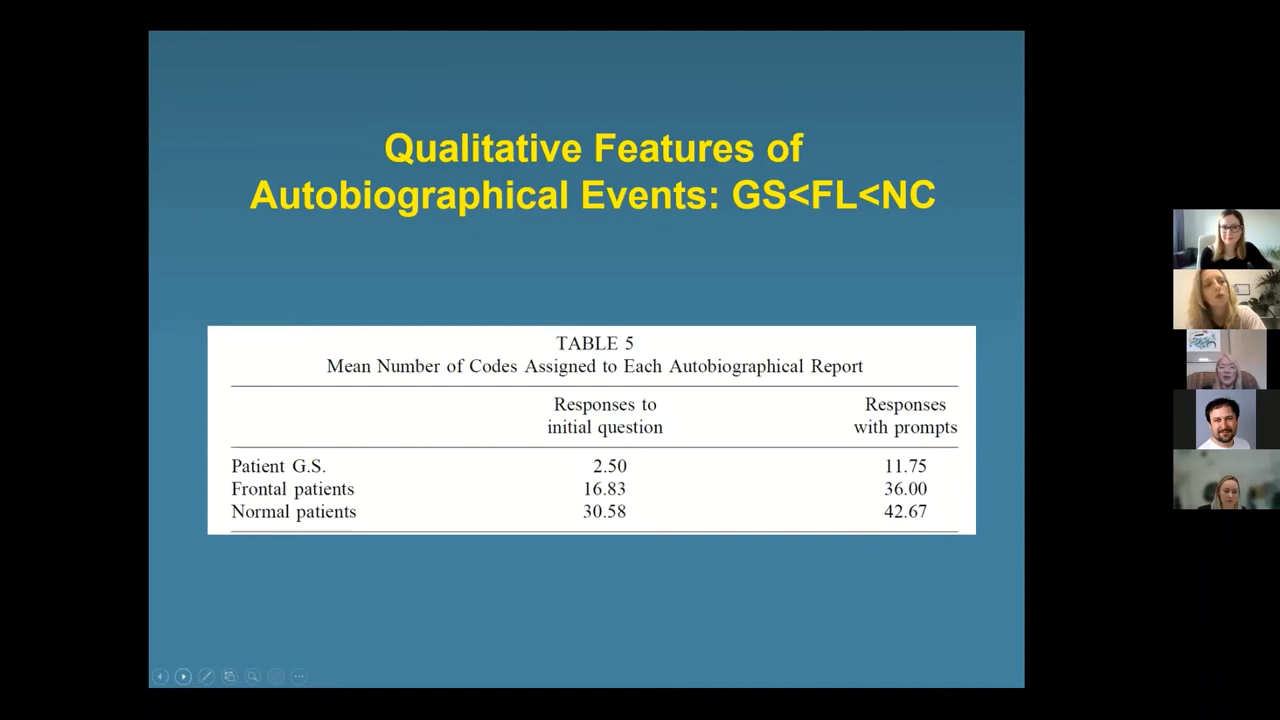 Qualitative Features of
Autobiographical Events: GS<FL<NC
TABLE 5
Mean Number of Codes Assigned to Each Autobiographical Report
Responses to initial question
Responses with prompts
Patient G.S. 2.50 11.75
Frontal patients 16.83 36.00
Normal patients 30.58 42.67